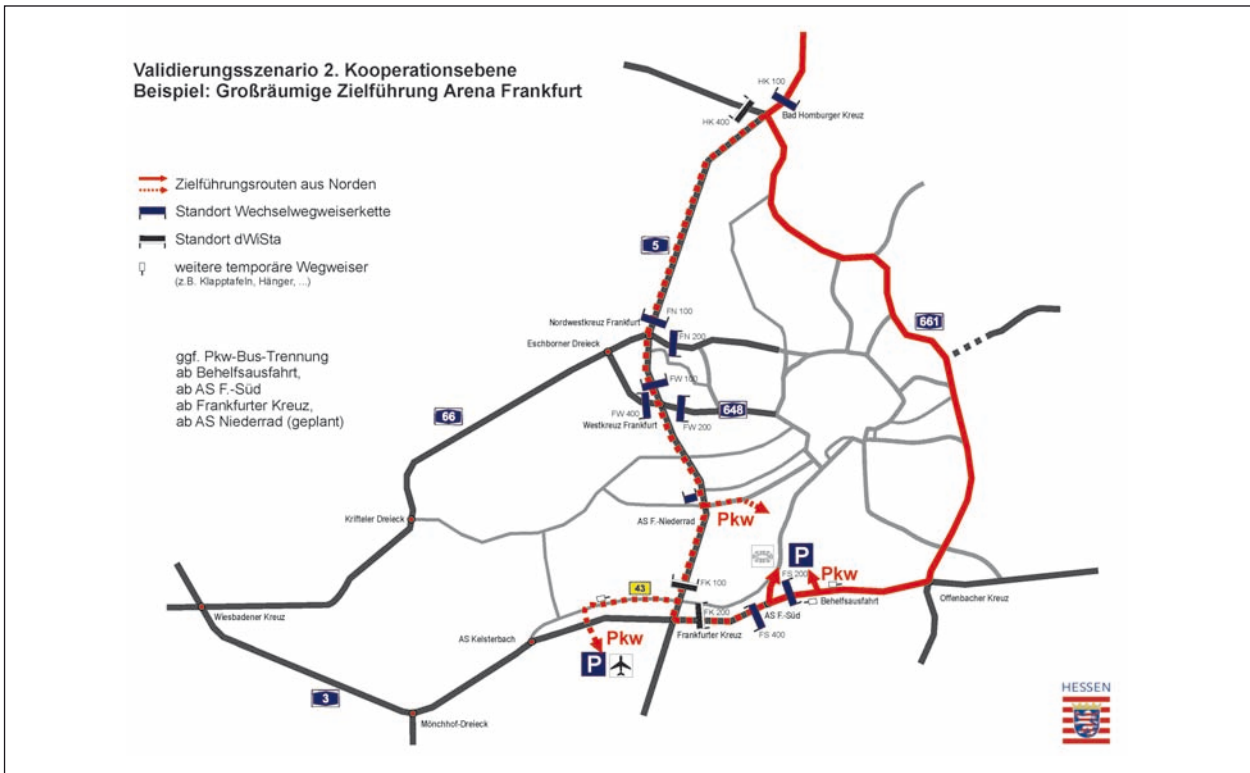 Validierungsszenario 2. Kooperationsebene
Beispiel: Großräumige Zielführung Arena Frankfurt
Zielführungsrouten aus Norden
Standort Wechselwegweiserkette
Standort dWiSta
weitere temporäre Wegweiser
(z.B. Klapptafeln, Hänger, ...)
ggf. Pkw-Bus-Trennung
ab Behelfsausfahrt,
ab AS F.-Süd
ab Frankfurter Kreuz,
ab AS Niederrad (geplant)
HK 100
HK 400
Bad Homburger Kreuz
5
FN 100
Nordwestkreuz Frankfurt
FN 200
Eschborner Dreieck
661
FW 100
66
FW 400
648
Westkreuz Frankfurt
FW 200
Krifteler Dreieck
AS F.-Niederrad
Pkw
P
FS 200
Pkw
43
FK 100
Behelfsausfahrt
Offenbacher Kreuz
Wiesbadener Kreuz
FK 200
AS F.-Süd
AS Kelsterbach
Pkw
Frankfurter Kreuz
FS 400
P
3
Mönchhof-Dreieck
HESSEN